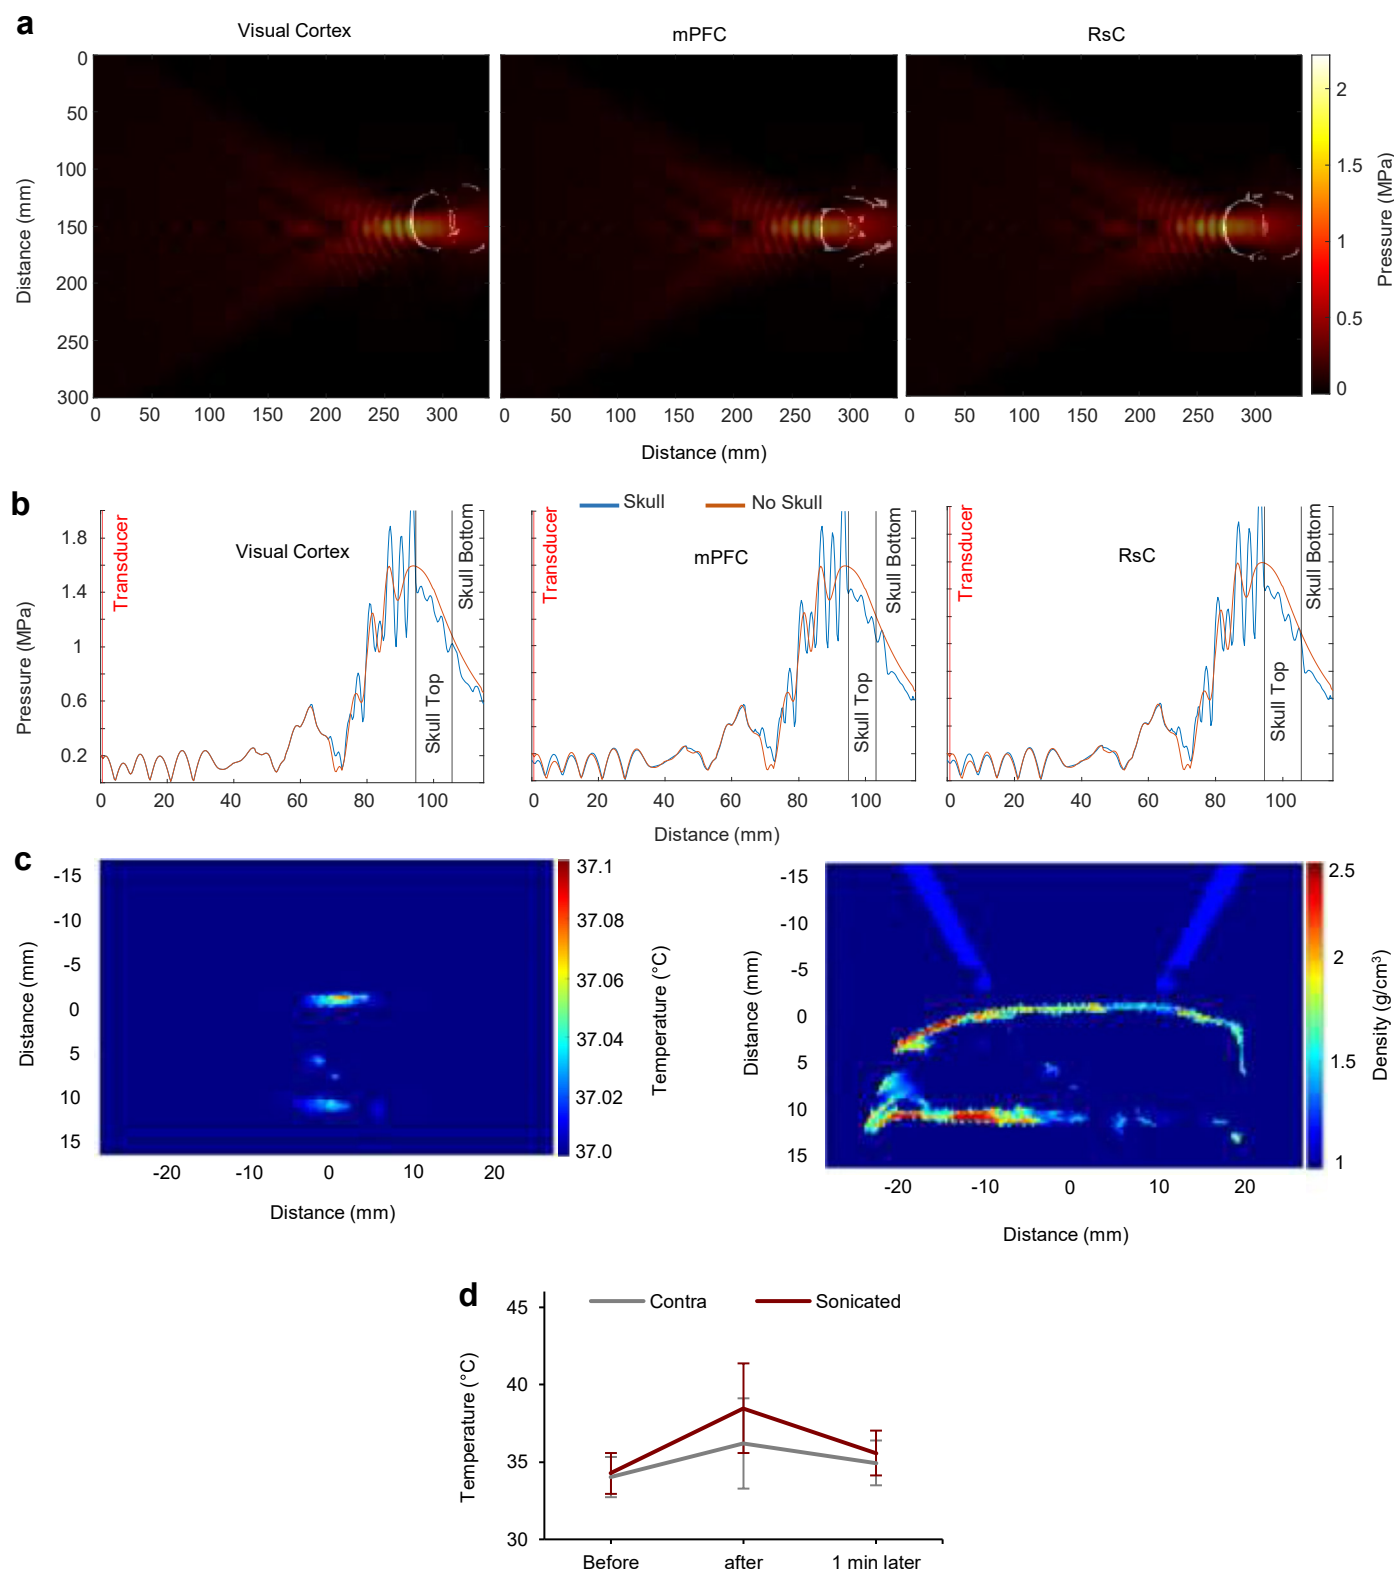 a
Visual Cortex
mPFC
RsC
0
50
100
150
200
250
300
Distance (mm)
0 50 100 150 200 250 300
0 50 100 150 200 250 300
0 50 100 150 200 250 300
Distance (mm)
2
1.5
1
0.5
0
Pressure (MPa)
b
Skull
No Skull
Transducer
Visual Cortex
Skull Top
Skull Bottom
Transducer
mPFC
Skull Top
Skull Bottom
Transducer
RsC
Skull Top
Skull Bottom
1.8
1.4
1
0.6
0.2
Pressure (MPa)
0 20 40 60 80 100
0 20 40 60 80 100
0 20 40 60 80 100
Distance (mm)
c
-15
-10
-5
0
5
10
15
Distance (mm)
-20 -10 0 10 20
Distance (mm)
37.1
37.08
37.06
37.04
37.02
37.0
Temperature (°C)
-15
-10
-5
0
5
10
15
Distance (mm)
-20 -10 0 10 20
Distance (mm)
2.5
2
1.5
1
Density (g/cm³)
d
Contra
Sonicated
45
40
35
30
Temperature (°C)
Before
after
1 min later